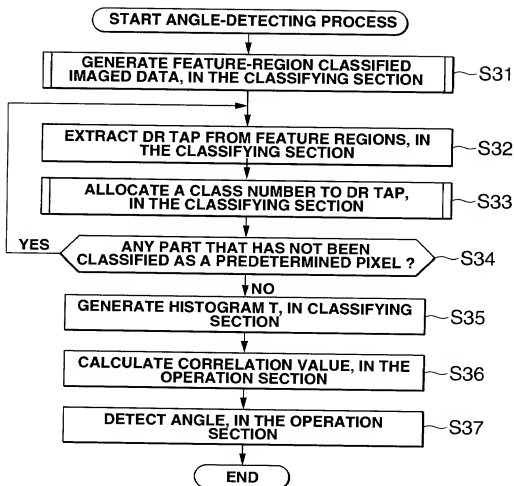 START ANGLE-DETECTING PROCESS
GENERATE FEATURE-REGION CLASSIFIED
IMAGED DATA, IN THE CLASSIFYING SECTION
S31
EXTRACT DR TAP FROM FEATURE REGIONS, IN
THE CLASSIFYING SECTION
S32
ALLOCATE A CLASS NUMBER TO DR TAP,
IN THE CLASSIFYING SECTION
S33
YES
ANY PART THAT HAS NOT BEEN
CLASSIFIED AS A PREDETERMINED PIXEL ?
S34
NO
GENERATE HISTOGRAM T, IN CLASSIFYING
SECTION
S35
CALCULATE CORRELATION VALUE, IN THE
OPERATION SECTION
S36
DETECT ANGLE, IN THE OPERATION
SECTION
S37
END